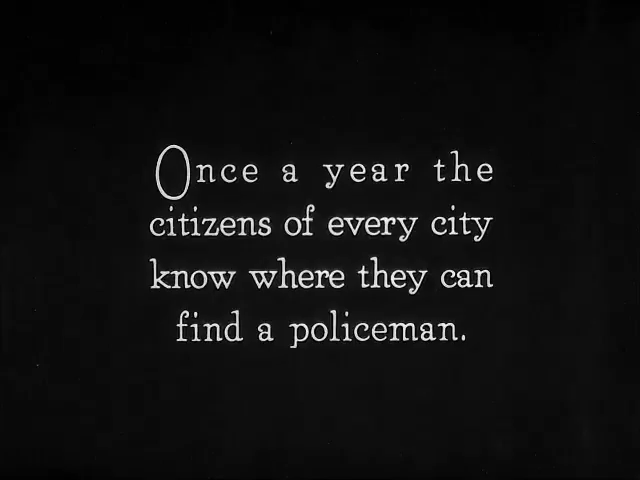 Once a year the
citizens of every city
know where they can
find a policeman.